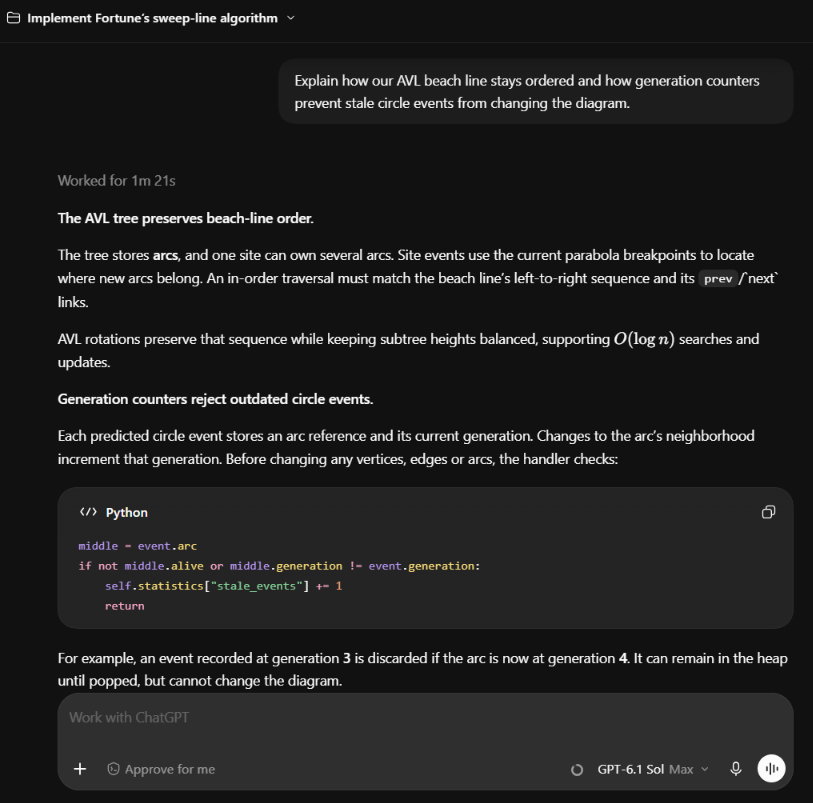 Implement Fortune's sweep-line algorithm
Explain how our AVL beach line stays ordered and how generation counters
prevent stale circle events from changing the diagram.
Worked for 1m 21s
The AVL tree preserves beach-line order.
The tree stores arcs, and one site can own several arcs. Site events use the current parabola breakpoints to locate
where new arcs belong. An in-order traversal must match the beach line's left-to-right sequence and its prev /`next`
links.
AVL rotations preserve that sequence while keeping subtree heights balanced, supporting O(log n) searches and
updates.
Generation counters reject outdated circle events.
Each predicted circle event stores an arc reference and its current generation. Changes to the arc's neighborhood
increment that generation. Before changing any vertices, edges or arcs, the handler checks:
</> Python
middle = event.arc
if not middle.alive or middle.generation != event.generation:
    self.statistics["stale_events"] += 1
    return
For example, an event recorded at generation 3 is discarded if the arc is now at generation 4. It can remain in the heap
until popped, but cannot change the diagram.
Work with ChatGPT
+ Approve for me GPT-6.1 Sol Max